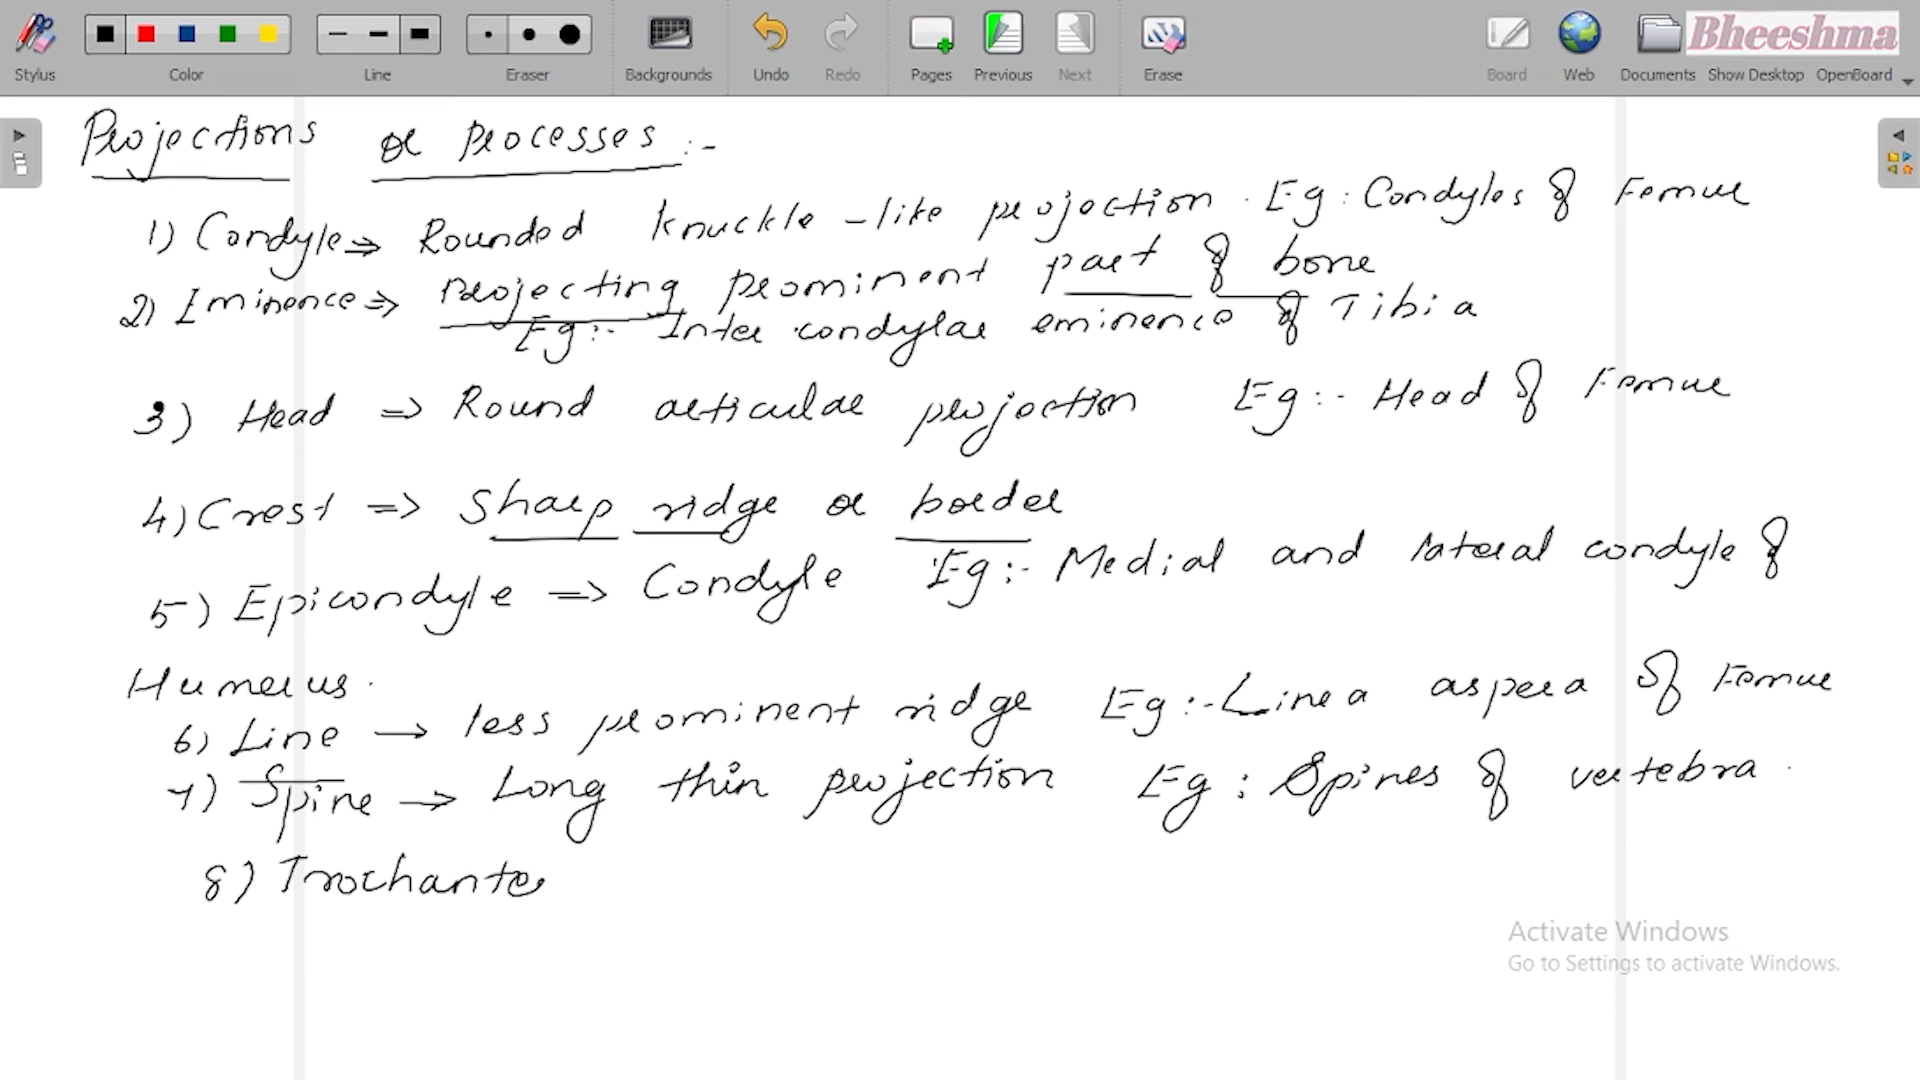 Stylus Color Line Eraser Backgrounds Undo Redo Pages Previous Next Erase Board Web Documents Show Desktop OpenBoard
Bheeshma
Projections or Processes :-
1) Condyle ⇒ Rounded knuckle-like projection. Eg: Condyles of Femur
2) Eminence ⇒ projecting prominent part of bone
Eg:- Inter condylar eminence of Tibia
3) Head ⇒ Round articular projection Eg:- Head of Femur
4) Crest ⇒ Sharp ridge or border
5) Epicondyle ⇒ Condyle Eg:- Medial and lateral condyle of
Humerus.
6) Line → less prominent ridge Eg:- Linea aspera of Femur
7) Spine → Long thin projection Eg: Spines of vertebra.
8) Trochante
Activate Windows
Go to Settings to activate Windows.